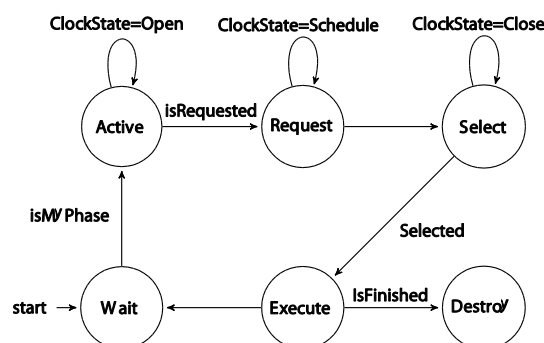 ClockState=Open
ClockState=Schedule
ClockState=Close
Active
isRequested
Request
Select
isMyPhase
Selected
start
Wait
Execute
IsFinished
Destroy